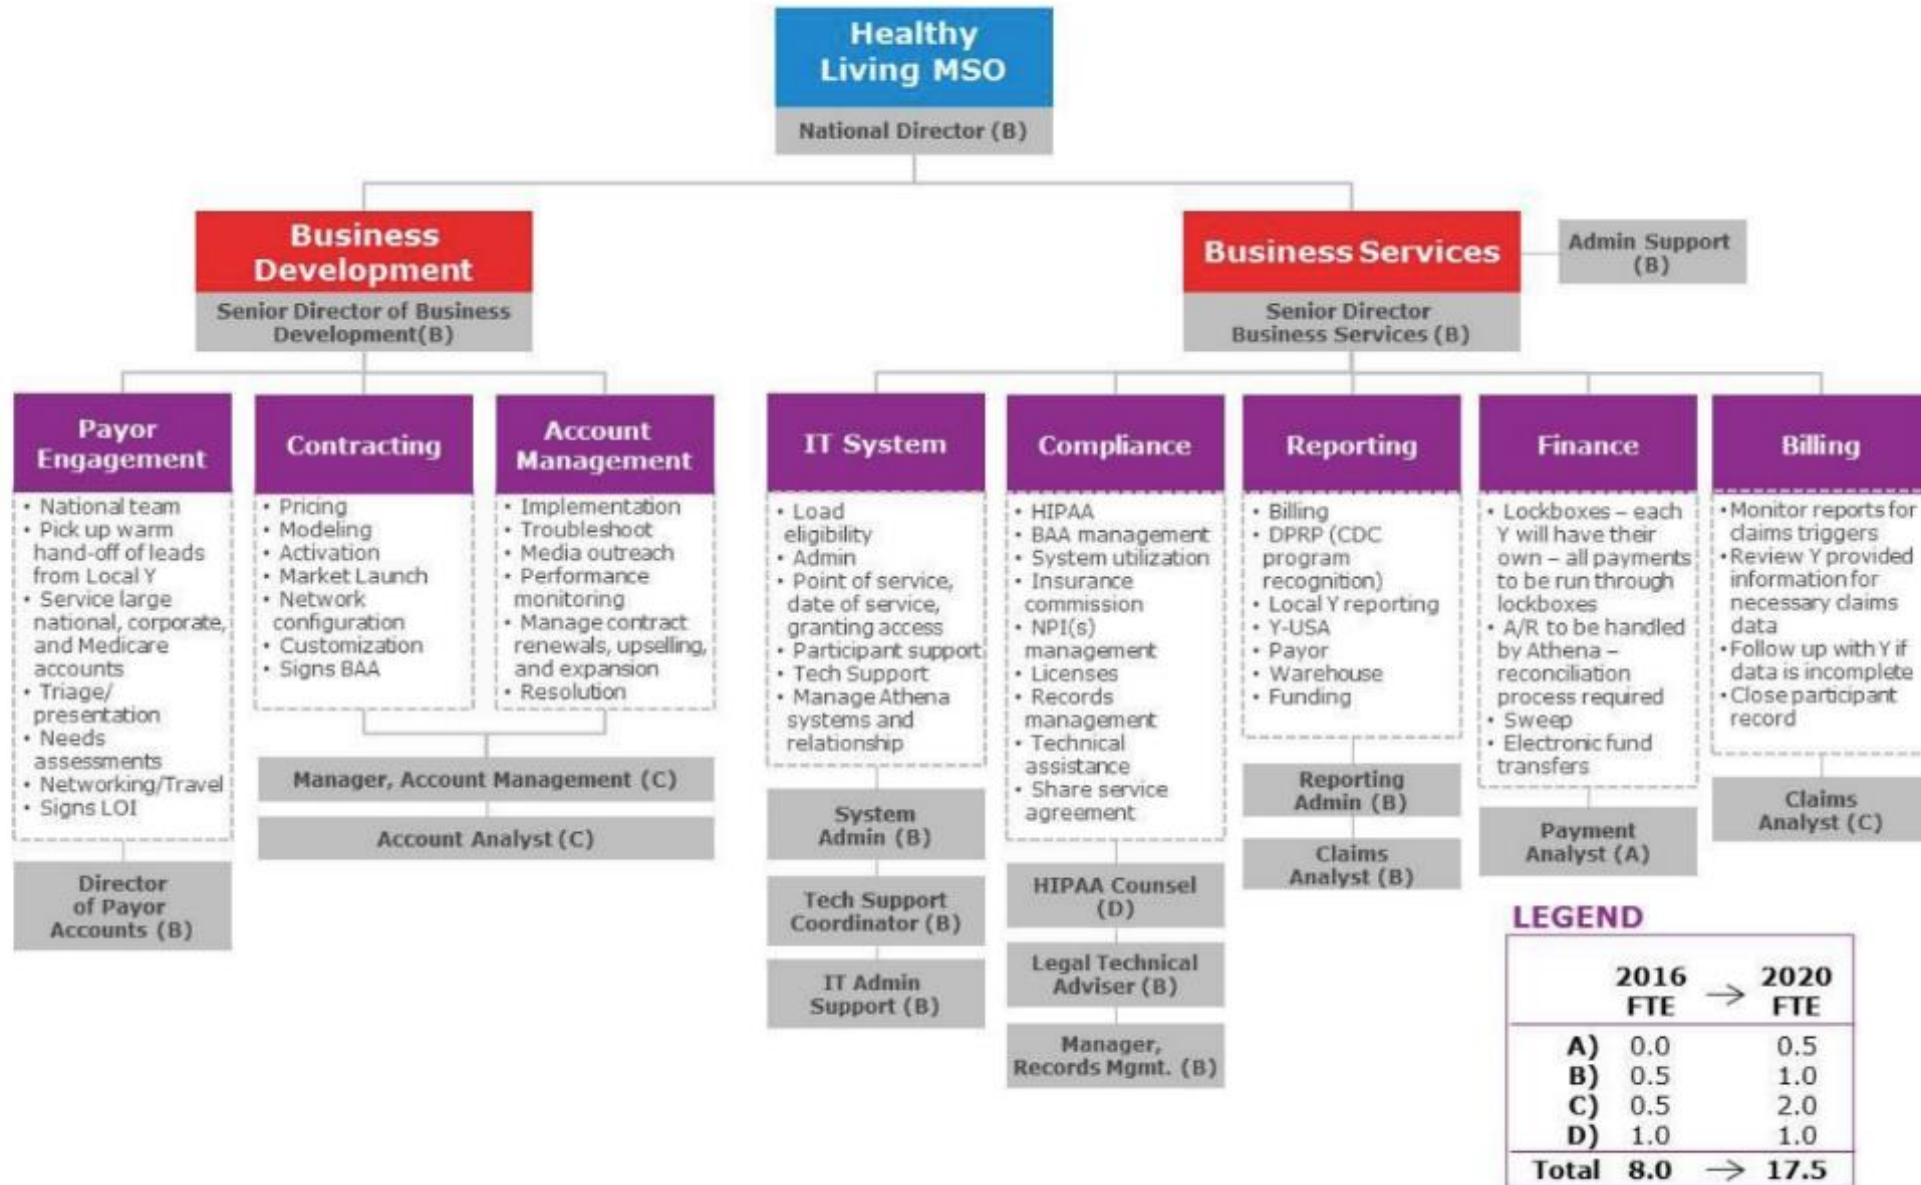 Healthy
Living MSO
National Director (B)
Business
Development
Senior Director of Business
Development(B)
Business Services
Senior Director
Business Services (B)
Admin Support
(B)
Payor
Engagement
• National team
• Pick up warm
hand-off of leads
from Local Y
• Service large
national, corporate,
and Medicare
accounts
• Triage/
presentation
• Needs
assessments
• Networking/Travel
• Signs LOI
Director
of Payor
Accounts (B)
Contracting
• Pricing
• Modeling
• Activation
• Market Launch
• Network
configuration
• Customization
• Signs BAA
Account
Management
• Implementation
• Troubleshoot
• Media outreach
• Performance
monitoring
• Manage contract
renewals, upselling,
and expansion
• Resolution
Manager, Account Management (C)
Account Analyst (C)
IT System
• Load
eligibility
• Admin
• Point of service,
date of service,
granting access
• Participant support
• Tech Support
• Manage Athena
systems and
relationship
System
Admin (B)
Tech Support
Coordinator (B)
IT Admin
Support (B)
Compliance
• HIPAA
• BAA management
• System utilization
• Insurance
commission
• NPI(s)
management
• Licenses
• Records
management
• Technical
assistance
• Share service
agreement
HIPAA Counsel
(D)
Legal Technical
Adviser (B)
Manager,
Records Mgmt. (B)
Reporting
• Billing
• DPRP (CDC
program
recognition)
• Local Y reporting
• Y-USA
• Payor
• Warehouse
• Funding
Reporting
Admin (B)
Claims
Analyst (B)
Finance
• Lockboxes – each
Y will have their
own – all payments
to be run through
lockboxes
• A/R to be handled
by Athena –
reconciliation
process required
• Sweep
• Electronic fund
transfers
Payment
Analyst (A)
Billing
•Monitor reports for
claims triggers
•Review Y provided
information for
necessary claims
data
•Follow up with Y if
data is incomplete
•Close participant
record
Claims
Analyst (C)
LEGEND
2016 → 2020
FTE FTE
A) 0.0 0.5
B) 0.5 1.0
C) 0.5 2.0
D) 1.0 1.0
Total 8.0 → 17.5